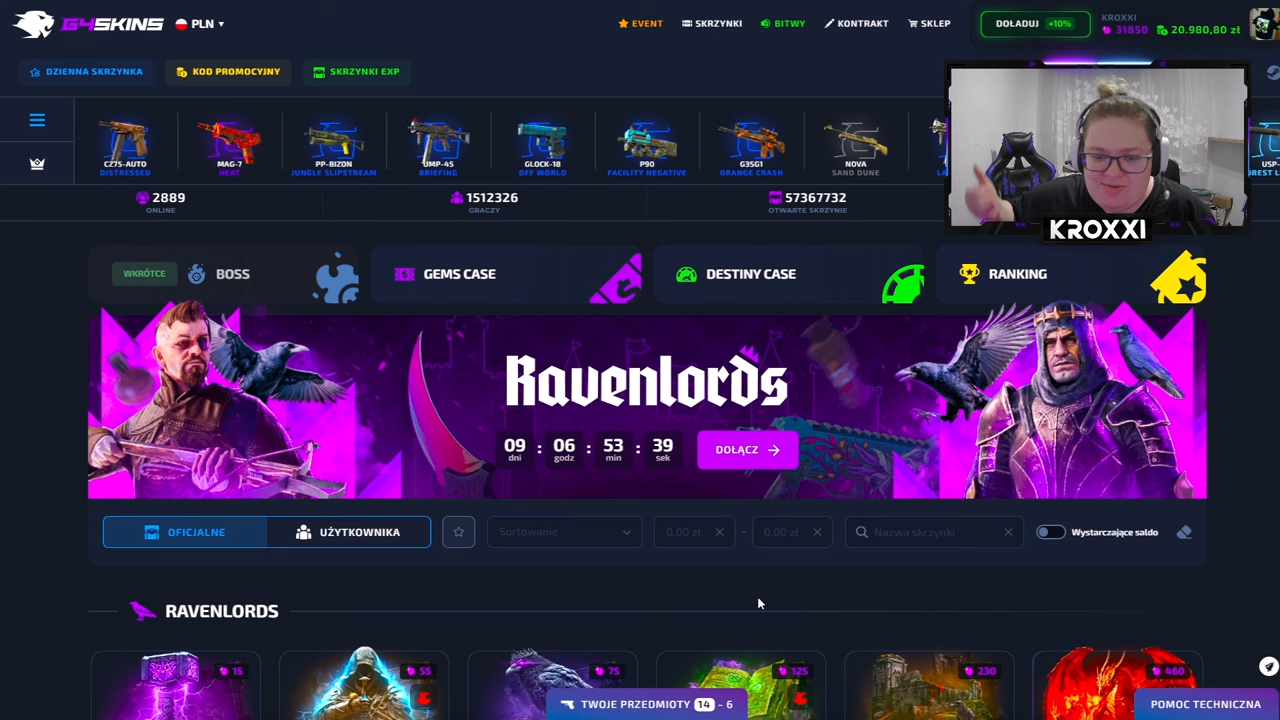 G4SKINS
PLN
EVENT
SKRZYNKI
BITWY
KONTRAKT
SKLEP
DOŁADUJ +10%
KROXXI
31850
20.980,80 zł
DZIENNA SKRZYNKA
KOD PROMOCYJNY
SKRZYNKI EXP
CZ75-AUTO
DISTRESSED
MAG-7
HEAT
PP-BIZON
JUNGLE SLIPSTREAM
UMP-45
BRIEFING
GLOCK-18
OFF WORLD
P90
FACILITY NEGATIVE
G3SG1
ORANGE CRASH
NOVA
SAND DUNE
2889
ONLINE
1512326
GRACZY
57367732
OTWARTE SKRZYNIE
KROXXI
WKRÓTCE
BOSS
GEMS CASE
DESTINY CASE
RANKING
Ravenlords
09 : 06 : 53 : 39
dni godz min sek
DOŁĄCZ
OFICJALNE
UŻYTKOWNIKA
Sortowanie
0.00 zł
–
0,00 zł
Nazwa skrzynki
Wystarczające saldo
RAVENLORDS
15
55
75
125
230
460
TWOJE PRZEDMIOTY 14 - 6
POMOC TECHNICZNA